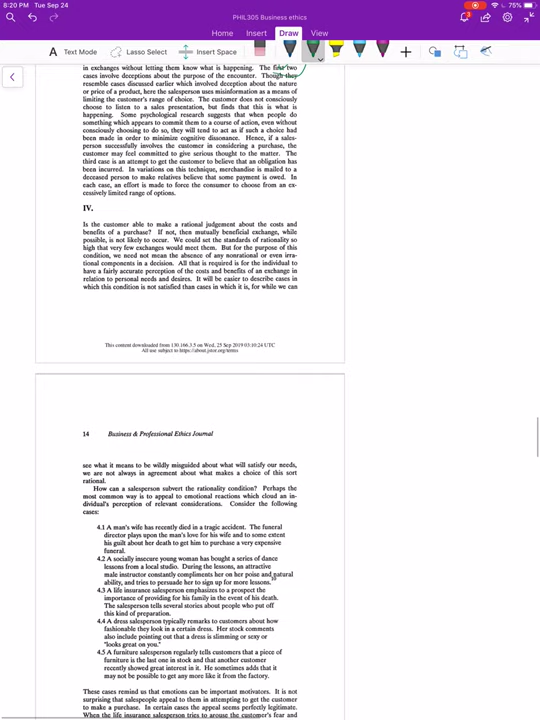 8:20 PM Tue Sep 24
75%
PHIL305 Business ethics
3
Home Insert Draw View
A Text Mode Lasso Select Insert Space
in exchanges without letting them know what is happening. The first two
cases involve deceptions about the purpose of the encounter. Though they
resemble cases discussed earlier which involved deception about the nature
or price of a product, here the salesperson uses misinformation as a means of
limiting the customer's range of choice. The customer does not consciously
choose to listen to a sales presentation, but finds that this is what is
happening. Some psychological research suggests that when people do
something which appears to commit them to a course of action, even without
consciously choosing to do so, they will tend to act as if such a choice had
been made in order to minimize cognitive dissonance. Hence, if a sales-
person successfully involves the customer in considering a purchase, the
customer may feel committed to give serious thought to the matter. The
third case is an attempt to get the customer to believe that an obligation has
been incurred. In variations on this technique, merchandise is mailed to a
deceased person to make relatives believe that some payment is owed. In
each case, an effort is made to force the consumer to choose from an ex-
cessively limited range of options.
IV.
Is the customer able to make a rational judgement about the costs and
benefits of a purchase? If not, then mutually beneficial exchange, while
possible, is not likely to occur. We could set the standards of rationality so
high that very few exchanges would meet them. But for the purpose of this
condition, we need not mean the absence of any nonrational or even irra-
tional components in a decision. All that is required is for the individual to
have a fairly accurate perception of the costs and benefits of an exchange in
relation to personal needs and desires. It will be easier to describe cases in
which this condition is not satisfied than cases in which it is, for while we can
This content downloaded from 130.166.3.5 on Wed, 25 Sep 2019 03:10:24 UTC
All use subject to https://about.jstor.org/terms
14 Business & Professional Ethics Journal
see what it means to be wildly misguided about what will satisfy our needs,
we are not always in agreement about what makes a choice of this sort
rational.
How can a salesperson subvert the rationality condition? Perhaps the
most common way is to appeal to emotional reactions which cloud an in-
dividual's perception of relevant considerations. Consider the following
cases:
4.1 A man's wife has recently died in a tragic accident. The funeral
director plays upon the man's love for his wife and to some extent
his guilt about her death to get him to purchase a very expensive
funeral.
4.2 A socially insecure young woman has bought a series of dance
lessons from a local studio. During the lessons, an attractive
male instructor constantly compliments her on her poise and natural
ability, and tries to persuade her to sign up for more lessons.
4.3 A life insurance salesperson emphasizes to a prospect the
importance of providing for his family in the event of his death.
The salesperson tells several stories about people who put off
this kind of preparation.
4.4 A dress salesperson typically remarks to customers about how
fashionable they look in a certain dress. Her stock comments
also include pointing out that a dress is slimming or sexy or
"looks great on you."
4.5 A furniture salesperson regularly tells customers that a piece of
furniture is the last one in stock and that another customer
recently showed great interest in it. He sometimes adds that it
may not be possible to get any more like it from the factory.
These cases remind us that emotions can be important motivators. It is not
surprising that salespeople appeal to them in attempting to get the customer
to make a purchase. In certain cases the appeal seems perfectly legitimate.
When the life insurance salesperson tries to arouse the customer's fear and